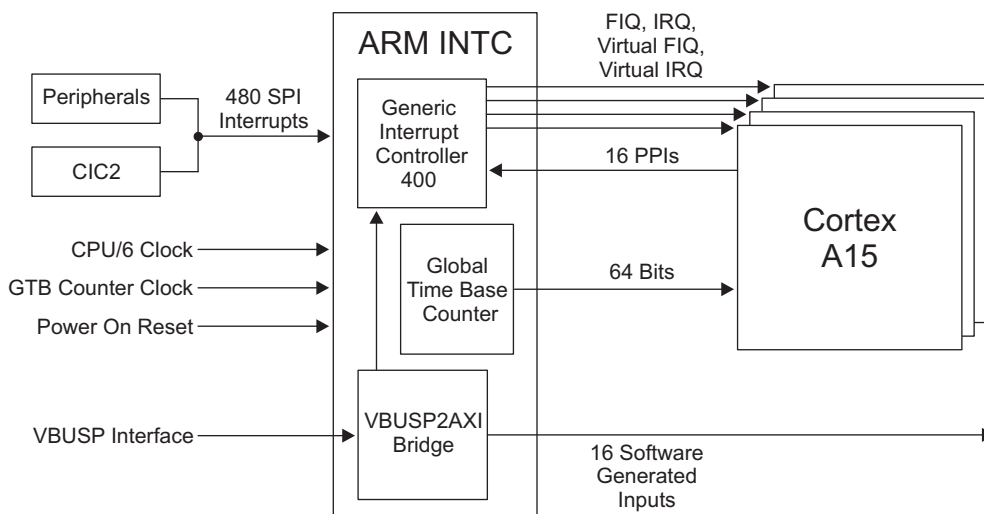 ARM INTC
FIQ, IRQ,
Virtual FIQ,
Virtual IRQ
Peripherals
CIC2
480 SPI
Interrupts
Generic
Interrupt
Controller
400
16 PPIs
Cortex
A15
CPU/6 Clock
GTB Counter Clock
Power On Reset
Global
Time Base
Counter
64 Bits
VBUSP Interface
VBUSP2AXI
Bridge
16 Software
Generated
Inputs